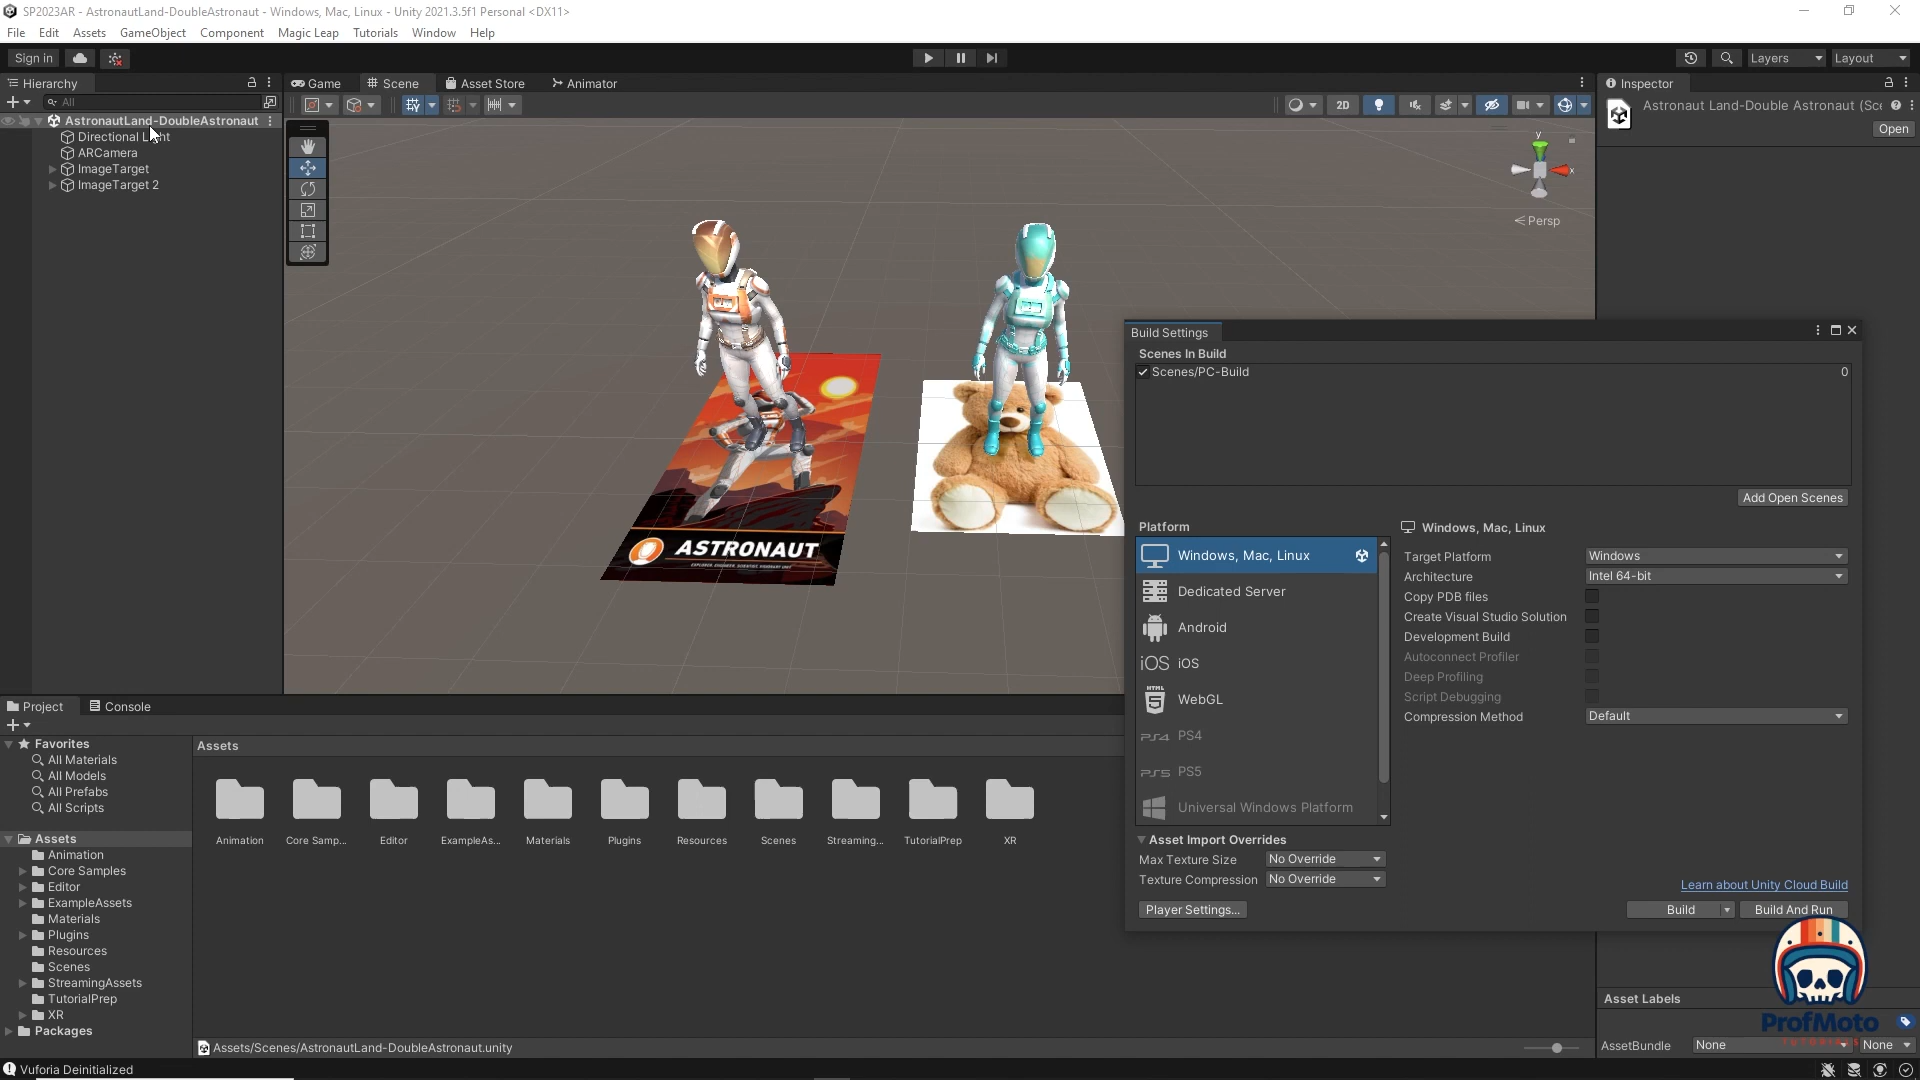 SP2023AR - AstronautLand-DoubleAstronaut - Windows, Mac, Linux - Unity 2021.3.5f1 Personal <DX11>
File Edit Assets GameObject Component Magic Leap Tutorials Window Help
Sign in
Layers
Layout
Hierarchy
All
AstronautLand-DoubleAstronaut
Directional Light
ARCamera
ImageTarget
ImageTarget 2
Game Scene Asset Store Animator
2D
y
x
< Persp
ASTRONAUT
Inspector
Astronaut Land-Double Astronaut (Sce
Open
Build Settings
Scenes In Build
Scenes/PC-Build 0
Add Open Scenes
Platform
Windows, Mac, Linux
Dedicated Server
Android
iOS iOS
HTML 5 WebGL
PS4 PS4
PS5 PS5
Universal Windows Platform
Windows, Mac, Linux
Target Platform Windows
Architecture Intel 64-bit
Copy PDB files
Create Visual Studio Solution
Development Build
Autoconnect Profiler
Deep Profiling
Script Debugging
Compression Method Default
Asset Import Overrides
Max Texture Size No Override
Texture Compression No Override
Learn about Unity Cloud Build
Player Settings...
Build
Build And Run
Project Console
Favorites
All Materials
All Models
All Prefabs
All Scripts
Assets
Animation
Core Samples
Editor
ExampleAssets
Materials
Plugins
Resources
Scenes
StreamingAssets
TutorialPrep
XR
Packages
Assets
Animation Core Samp... Editor ExampleAs... Materials Plugins Resources Scenes Streaming... TutorialPrep XR
Assets/Scenes/AstronautLand-DoubleAstronaut.unity
Asset Labels
AssetBundle None None
ProfMoto
TUTORIALS
Vuforia Deinitialized